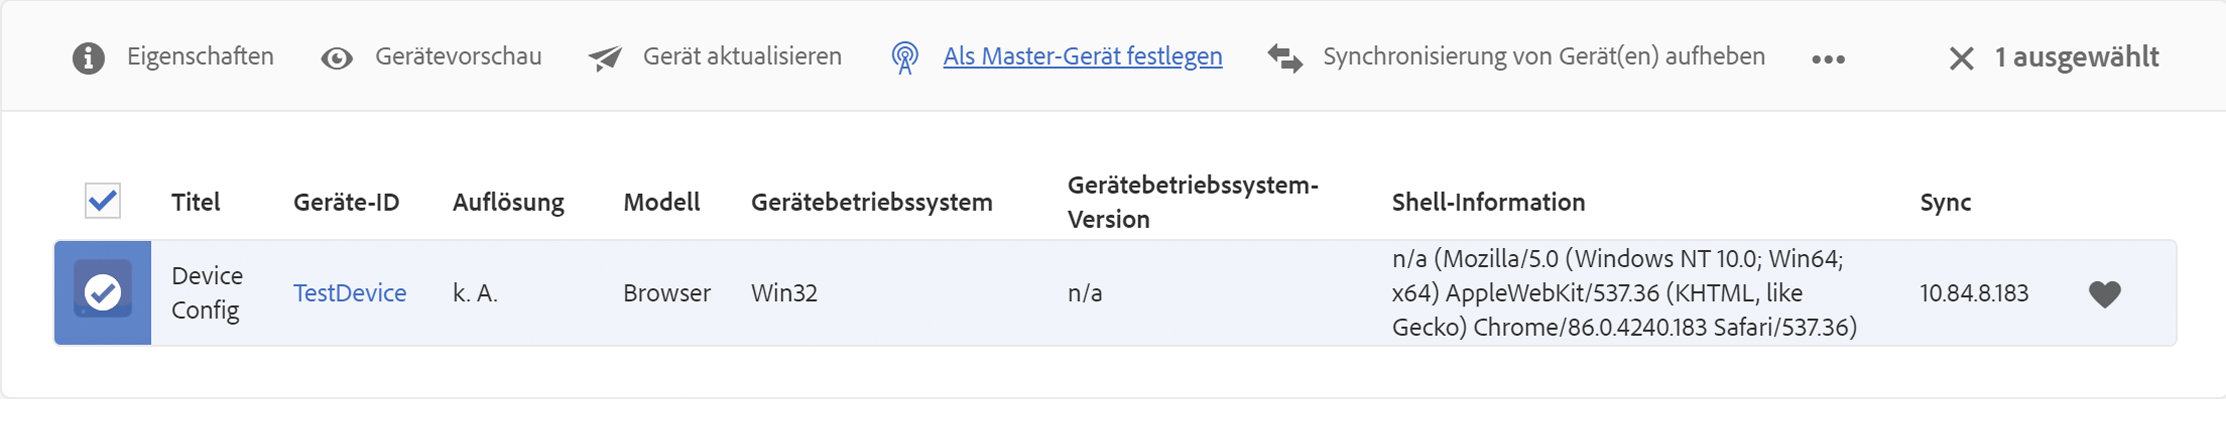 Eigenschaften Gerätevorschau Gerät aktualisieren Als Master-Gerät festlegen Synchronisierung von Gerät(en) aufheben 1 ausgewählt
Titel Geräte-ID Auflösung Modell Gerätebetriebssystem Gerätebetriebssystem-
Version Shell-Information Sync
Device
Config
TestDevice k. A. Browser Win32 n/a
n/a (Mozilla/5.0 (Windows NT 10.0; Win64;
x64) AppleWebKit/537.36 (KHTML, like
Gecko) Chrome/86.0.4240.183 Safari/537.36)
10.84.8.183